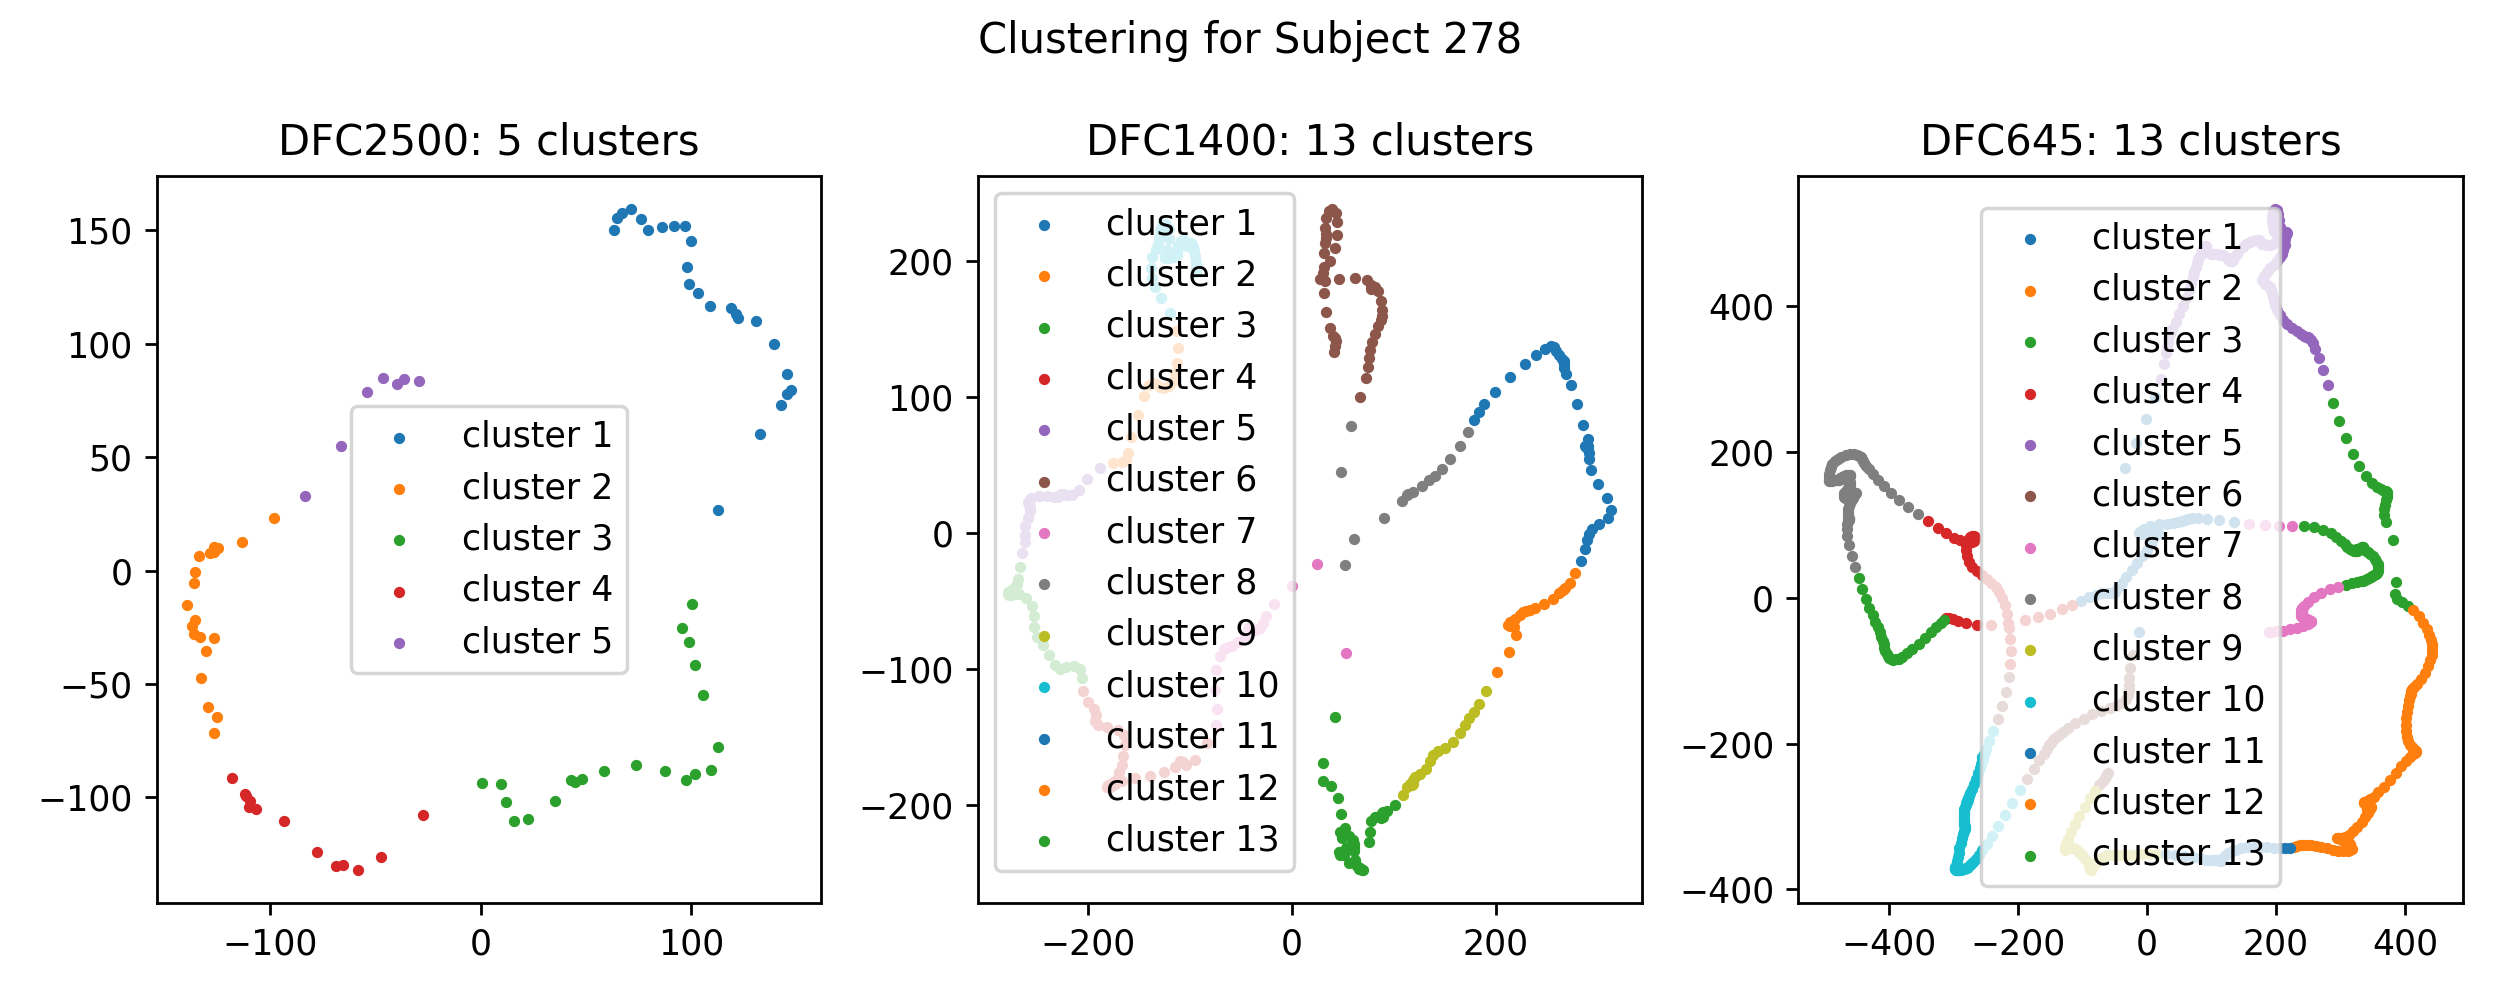 Clustering for Subject 278
DFC2500: 5 clusters
150
100
50
0
−50
−100
−100
0
100
cluster 1
cluster 2
cluster 3
cluster 4
cluster 5
DFC1400: 13 clusters
200
100
0
−100
−200
−200
0
200
cluster 1
cluster 2
cluster 3
cluster 4
cluster 5
cluster 6
cluster 7
cluster 8
cluster 9
cluster 10
cluster 11
cluster 12
cluster 13
DFC645: 13 clusters
400
200
0
−200
−400
−400
−200
0
200
400
cluster 1
cluster 2
cluster 3
cluster 4
cluster 5
cluster 6
cluster 7
cluster 8
cluster 9
cluster 10
cluster 11
cluster 12
cluster 13